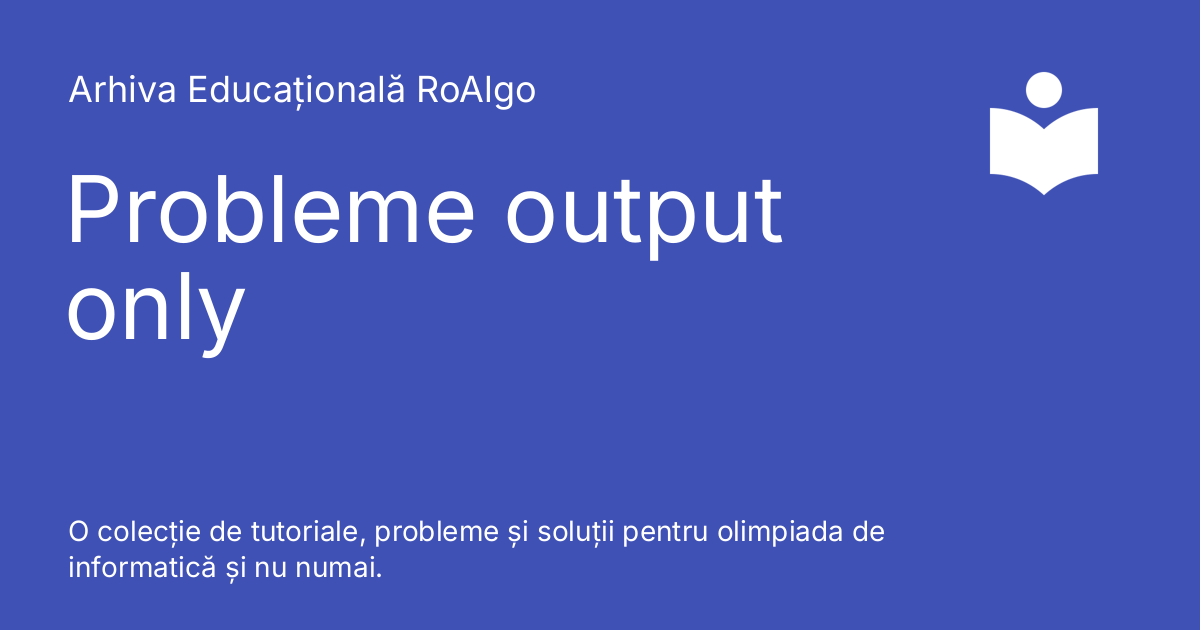 Arhiva Educațională RoAlgo
Probleme output
only
O colecție de tutoriale, probleme și soluții pentru olimpiada de
informatică și nu numai.